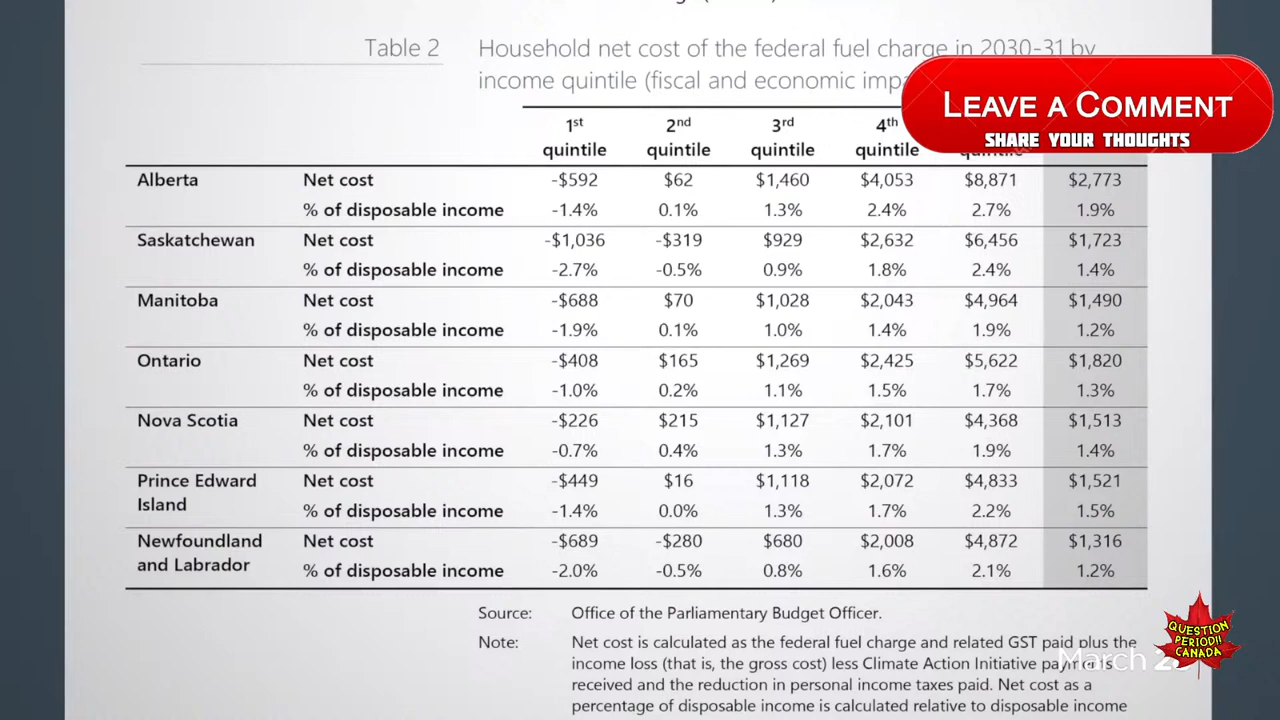 Table 2 Household net cost of the federal fuel charge in 2030-31 by
income quintile (fiscal and economic
LEAVE A COMMENT
SHARE YOUR THOUGHTS
1st 2nd 3rd 4th
quintile quintile quintile quintile quintile
Alberta Net cost -$592 $62 $1,460 $4,053 $8,871 $2,773
% of disposable income -1.4% 0.1% 1.3% 2.4% 2.7% 1.9%
Saskatchewan Net cost -$1,036 -$319 $929 $2,632 $6,456 $1,723
% of disposable income -2.7% -0.5% 0.9% 1.8% 2.4% 1.4%
Manitoba Net cost -$688 $70 $1,028 $2,043 $4,964 $1,490
% of disposable income -1.9% 0.1% 1.0% 1.4% 1.9% 1.2%
Ontario Net cost -$408 $165 $1,269 $2,425 $5,622 $1,820
% of disposable income -1.0% 0.2% 1.1% 1.5% 1.7% 1.3%
Nova Scotia Net cost -$226 $215 $1,127 $2,101 $4,368 $1,513
% of disposable income -0.7% 0.4% 1.3% 1.7% 1.9% 1.4%
Prince Edward Net cost -$449 $16 $1,118 $2,072 $4,833 $1,521
Island % of disposable income -1.4% 0.0% 1.3% 1.7% 2.2% 1.5%
Newfoundland Net cost -$689 -$280 $680 $2,008 $4,872 $1,316
and Labrador % of disposable income -2.0% -0.5% 0.8% 1.6% 2.1% 1.2%
Source: Office of the Parliamentary Budget Officer.
Note: Net cost is calculated as the federal fuel charge and related GST paid plus the
income loss (that is, the gross cost) less Climate Action Initiative payments
received and the reduction in personal income taxes paid. Net cost as a
percentage of disposable income is calculated relative to disposable income
March
QUESTION
PERIOD!!
CANADA